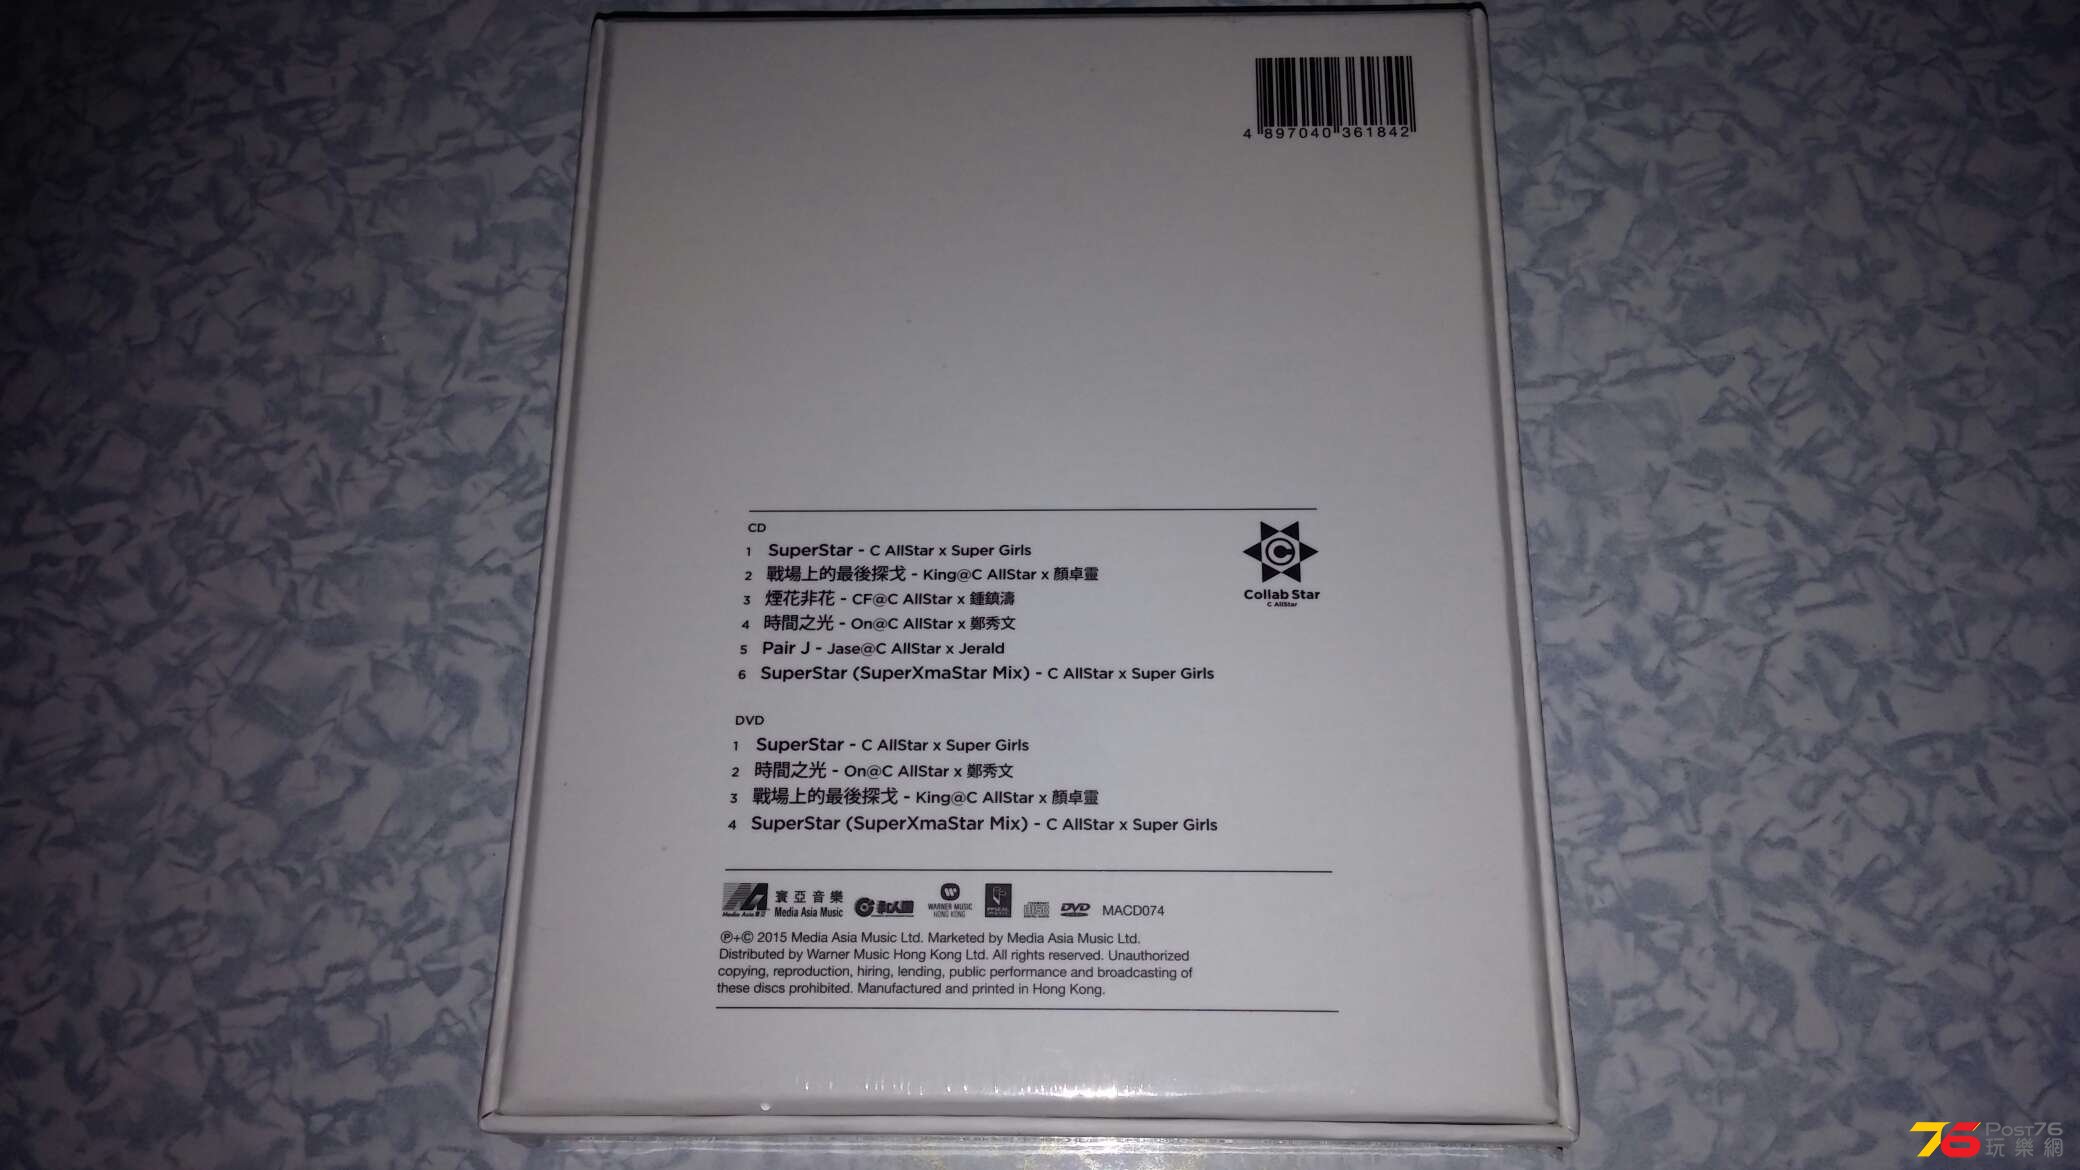 4 897040 361842
CD
1 SuperStar - C AllStar x Super Girls
2 戰場上的最後探戈 - King@C AllStar x 顏卓靈
3 煙花非花 - CF@C AllStar x 鍾鎮濤
4 時間之光 - On@C AllStar x 鄭秀文
5 Pair J - Jase@C AllStar x Jerald
6 SuperStar (SuperXmaStar Mix) - C AllStar x Super Girls
C
Collab Star
C AllStar
DVD
1 SuperStar - C AllStar x Super Girls
2 時間之光 - On@C AllStar x 鄭秀文
3 戰場上的最後探戈 - King@C AllStar x 顏卓靈
4 SuperStar (SuperXmaStar Mix) - C AllStar x Super Girls
寰亞音樂
Media Asia Music
WARNER MUSIC
HONG KONG
DVD
MACD074
℗+© 2015 Media Asia Music Ltd. Marketed by Media Asia Music Ltd.
Distributed by Warner Music Hong Kong Ltd. All rights reserved. Unauthorized
copying, reproduction, hiring, lending, public performance and broadcasting of
these discs prohibited. Manufactured and printed in Hong Kong.
76 Post76
玩樂網